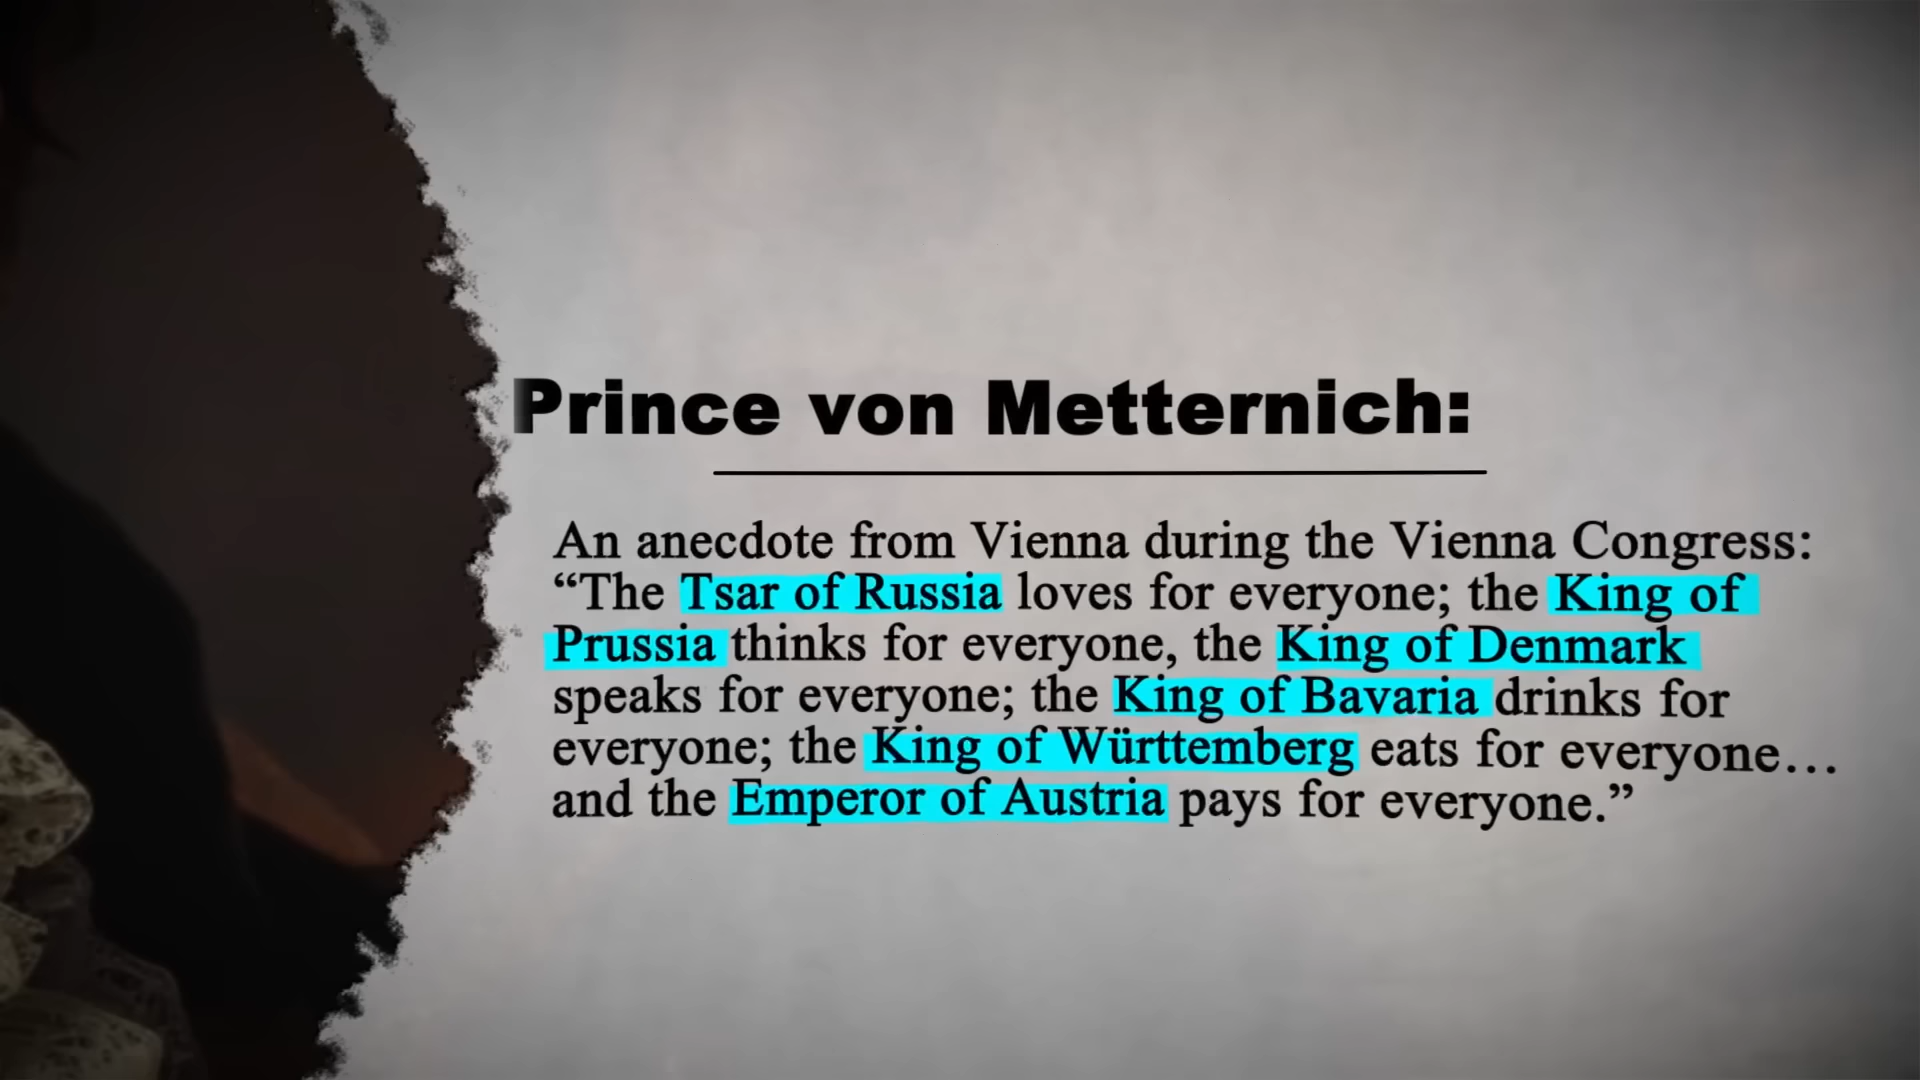 Prince von Metternich:
An anecdote from Vienna during the Vienna Congress:
“The Tsar of Russia loves for everyone; the King of
Prussia thinks for everyone, the King of Denmark
speaks for everyone; the King of Bavaria drinks for
everyone; the King of Württemberg eats for everyone…
and the Emperor of Austria pays for everyone.”